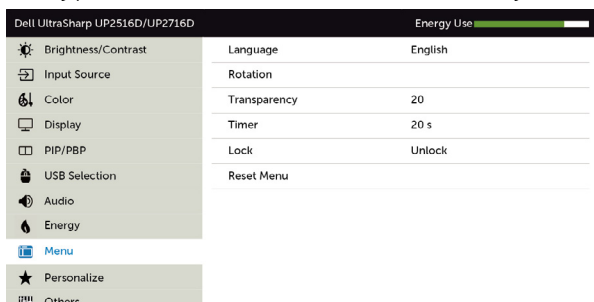 Dell UltraSharp UP2516D/UP2716D Energy Use
Brightness/Contrast Language English
Input Source Rotation
Color Transparency 20
Display Timer 20 s
PIP/PBP Lock Unlock
USB Selection Reset Menu
Audio
Energy
Menu
Personalize
Others